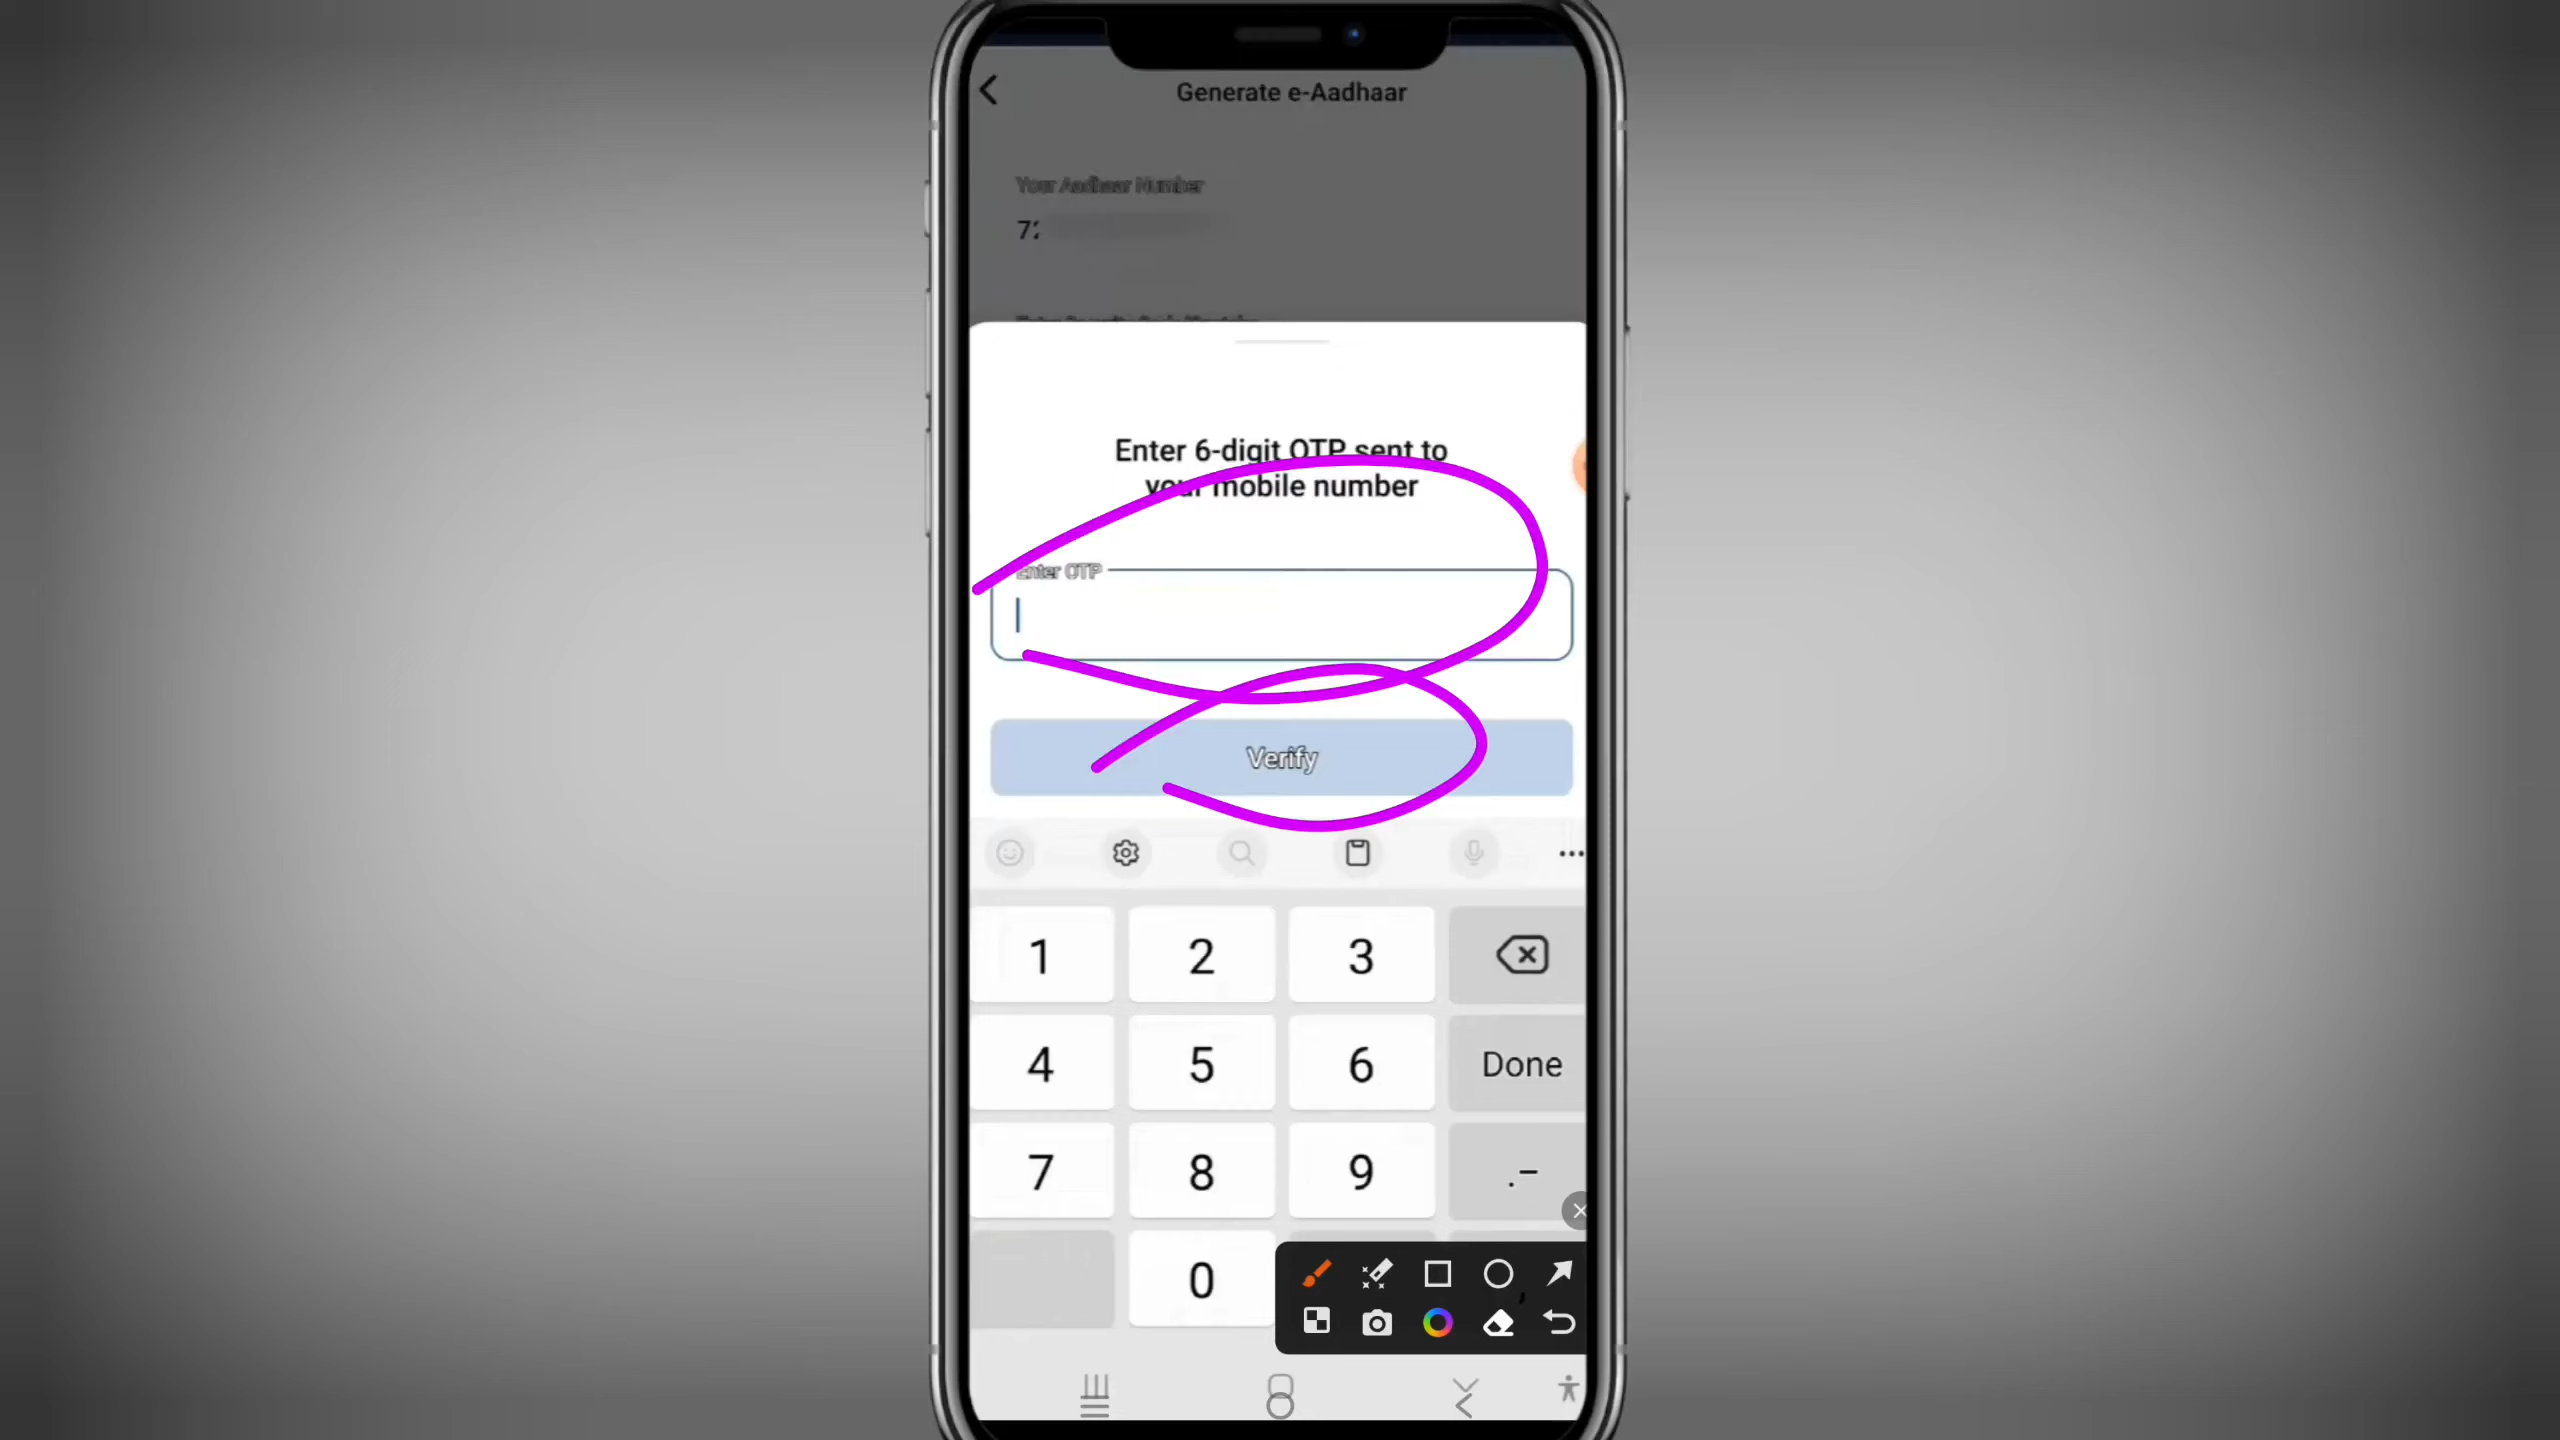 Generate e-Aadhaar
Your Aadhaar Number
Enter 6-digit OTP sent to
your mobile number
Enter OTP
Verify
1 2 3
4 5 6 Done
7 8 9 .-
0 ,